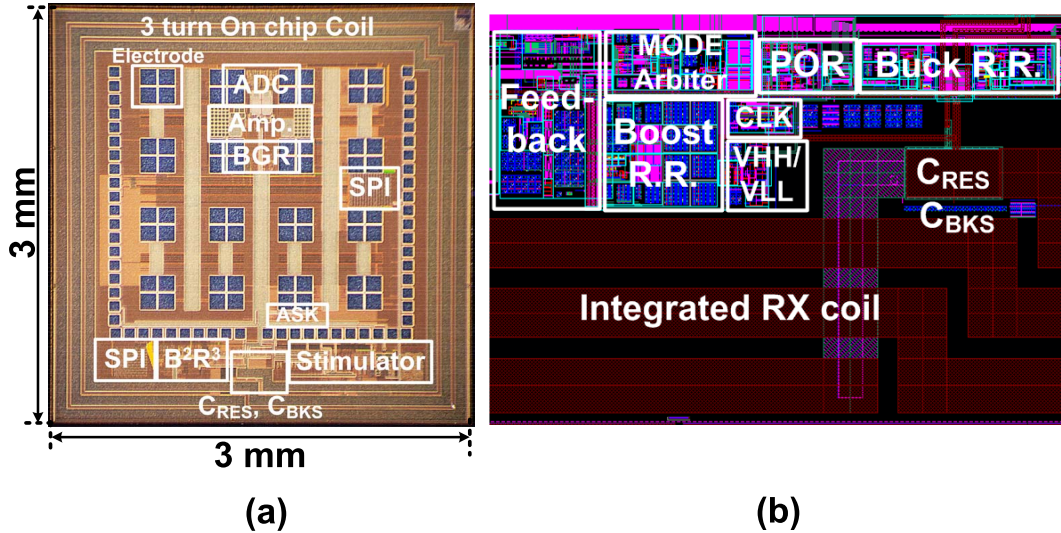 3 turn On chip Coil
Electrode
ADC
Amp.
BGR
SPI
ASK
SPI
B²R³
Stimulator
C_RES, C_BKS
3 mm
3 mm
(a)
Feed-
back
MODE
Arbiter
POR
Buck R.R.
Boost
R.R.
CLK
VHH/
VLL
C_RES
C_BKS
Integrated RX coil
(b)